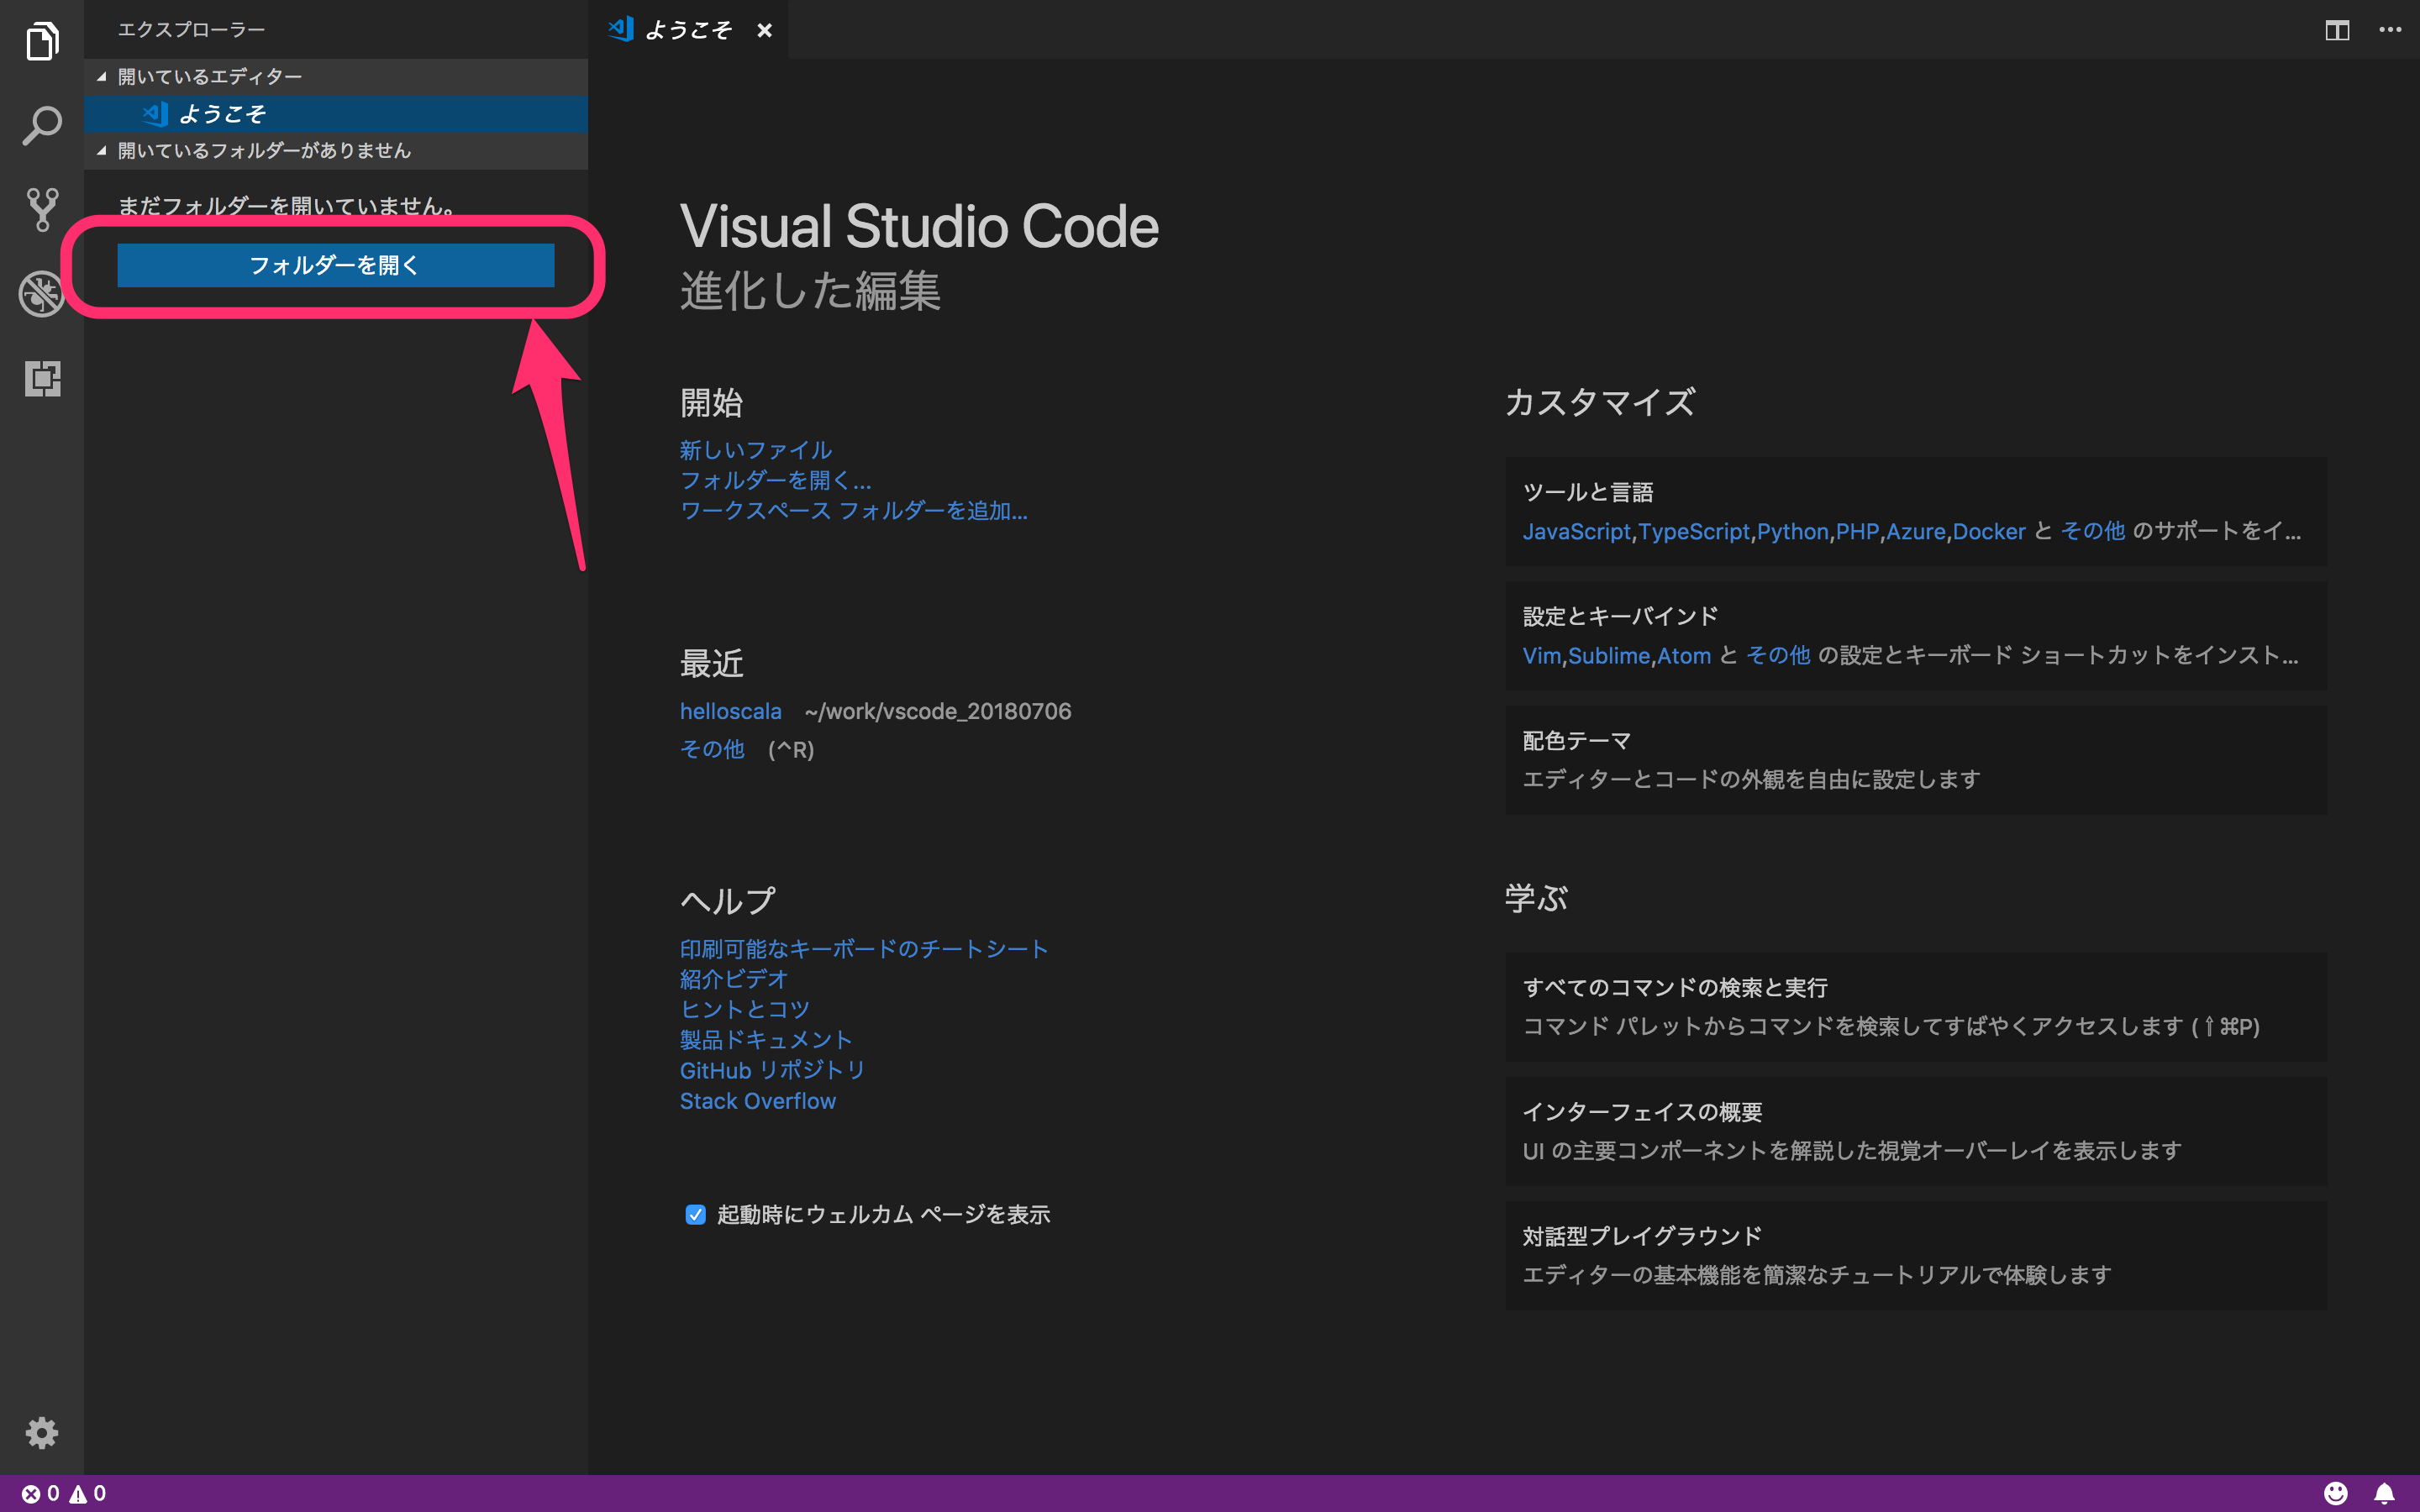 エクスプローラー
開いているエディター
ようこそ
開いているフォルダーがありません
まだフォルダーを開いていません。
フォルダーを開く
ようこそ
Visual Studio Code
進化した編集
開始
新しいファイル
フォルダーを開く...
ワークスペース フォルダーを追加...
最近
helloscala ~/work/vscode_20180706
その他 (^R)
ヘルプ
印刷可能なキーボードのチートシート
紹介ビデオ
ヒントとコツ
製品ドキュメント
GitHub リポジトリ
Stack Overflow
起動時にウェルカム ページを表示
カスタマイズ
ツールと言語
JavaScript,TypeScript,Python,PHP,Azure,Docker と その他 のサポートをイ...
設定とキーバインド
Vim,Sublime,Atom と その他 の設定とキーボード ショートカットをインスト...
配色テーマ
エディターとコードの外観を自由に設定します
学ぶ
すべてのコマンドの検索と実行
コマンド パレットからコマンドを検索してすばやくアクセスします (⇧⌘P)
インターフェイスの概要
UI の主要コンポーネントを解説した視覚オーバーレイを表示します
対話型プレイグラウンド
エディターの基本機能を簡潔なチュートリアルで体験します
0 0